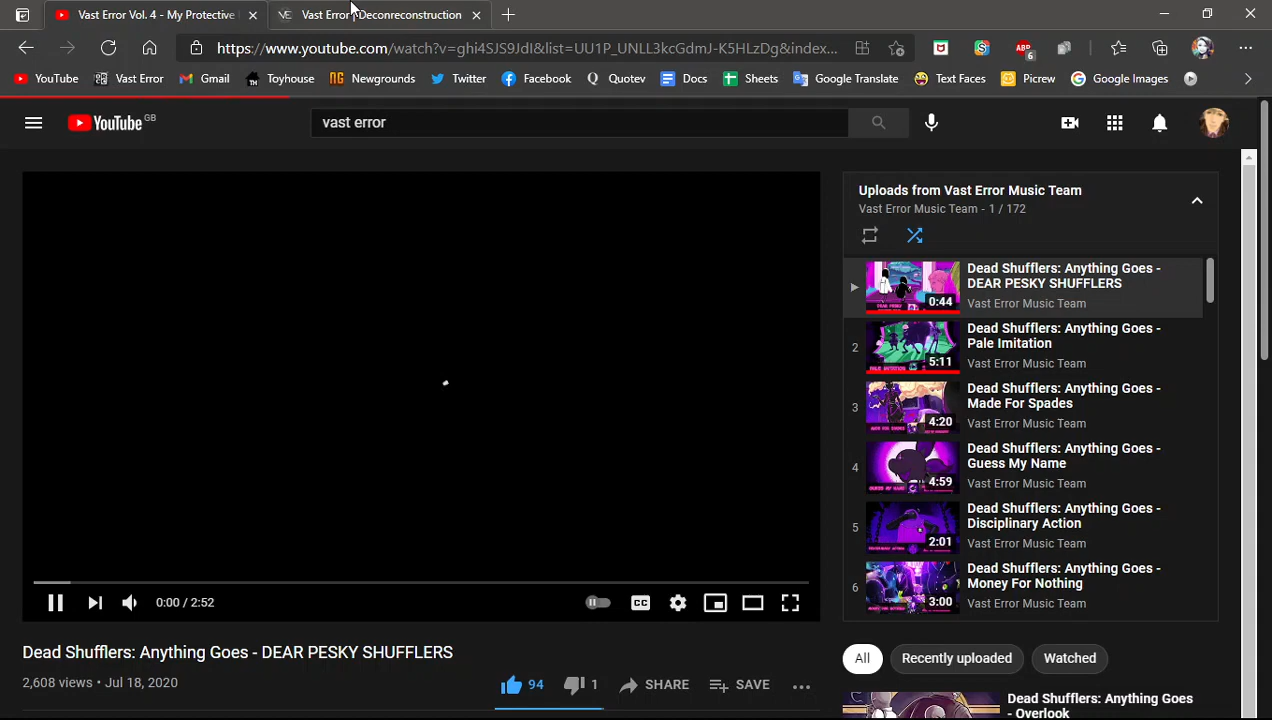 Vast Error Vol. 4 - My Protective
VE Vast Error | Deonreconstruction
https://www.youtube.com/watch?v=ghi4SJS9JdI&list=UU1P_UNLL3kcGdmJ-K5HLzDg&index...
ABP 6
YouTube Vast Error Gmail Toyhouse NG Newgrounds Twitter Facebook Q Quotev Docs Sheets Google Translate Text Faces Picrew Google Images
YouTube GB
vast error
Uploads from Vast Error Music Team
Vast Error Music Team - 1 / 172
Dead Shufflers: Anything Goes -
DEAR PESKY SHUFFLERS
0:44
Vast Error Music Team
2
Dead Shufflers: Anything Goes -
Pale Imitation
5:11
Vast Error Music Team
3
Dead Shufflers: Anything Goes -
Made For Spades
4:20
Vast Error Music Team
4
Dead Shufflers: Anything Goes -
Guess My Name
4:59
Vast Error Music Team
5
Dead Shufflers: Anything Goes -
Disciplinary Action
2:01
Vast Error Music Team
6
Dead Shufflers: Anything Goes -
Money For Nothing
3:00
Vast Error Music Team
0:00 / 2:52
CC
Dead Shufflers: Anything Goes - DEAR PESKY SHUFFLERS
2,608 views • Jul 18, 2020
94 1 SHARE SAVE ...
All Recently uploaded Watched
Dead Shufflers: Anything Goes
- Overlook